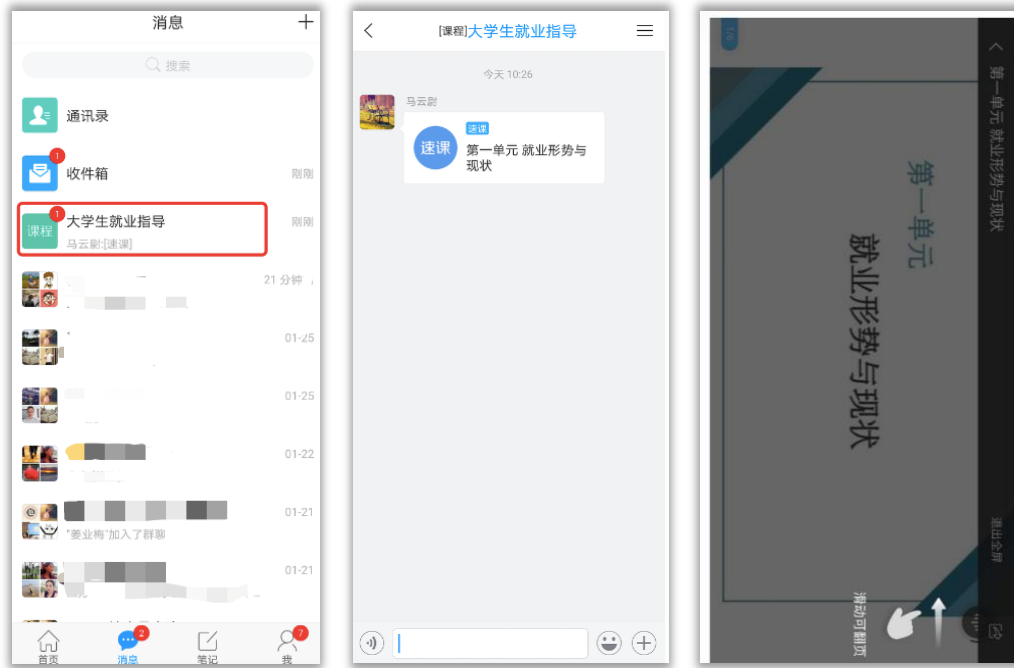 消息
搜索
通讯录
1
收件箱
刚刚
1
课程
大学生就业指导
刚刚
马云尉:[速课]
21 分钟
01-25
01-25
01-22
01-21
"姜业梅"加入了群聊
01-21
2
7
首页
消息
笔记
我
[课程]大学生就业指导
今天 10:26
马云尉
速课
速课
第一单元 就业形势与
现状
1/6
第一单元 就业形势与现状
第一单元
就业形势与现状
退出全屏
滑动可翻页